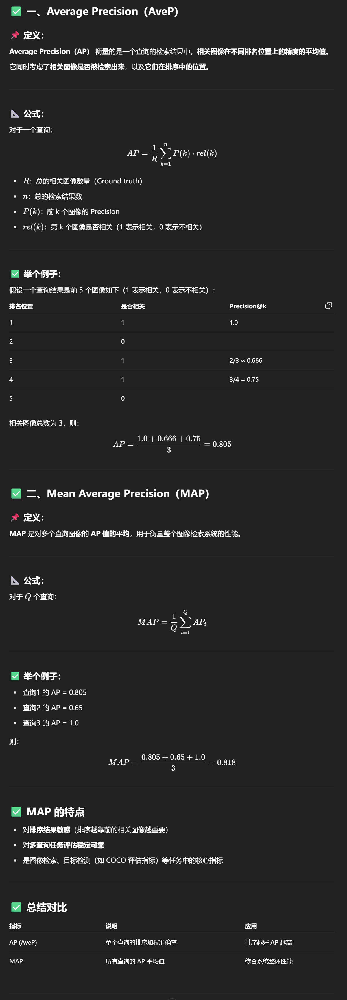 ✅ 一、Average Precision（AveP）
📌 定义：
Average Precision（AP） 衡量的是一个查询的检索结果中，相关图像在不同排名位置上的精度的平均值。
它同时考虑了相关图像是否被检索出来，以及它们在排序中的位置。
📐 公式：
对于一个查询：
$AP = \frac{1}{R} \sum_{k=1}^{n} P(k) \cdot rel(k)$
• R：总的相关图像数量（Ground truth）
• n：总的检索结果数
• P(k)：前 k 个图像的 Precision
• rel(k)：第 k 个图像是否相关（1 表示相关，0 表示不相关）
✅ 举个例子：
假设一个查询结果是前 5 个图像如下（1 表示相关，0 表示不相关）：
排名位置 是否相关 Precision@k
1 1 1.0
2 0
3 1 2/3 ≈ 0.666
4 1 3/4 = 0.75
5 0
相关图像总数为 3，则：
$AP = \frac{1.0 + 0.666 + 0.75}{3} = 0.805$
✅ 二、Mean Average Precision（MAP）
📌 定义：
MAP 是对多个查询图像的 AP 值的平均，用于衡量整个图像检索系统的性能。
📐 公式：
对于 Q 个查询：
$MAP = \frac{1}{Q} \sum_{i=1}^{Q} AP_i$
✅ 举个例子：
• 查询1 的 AP = 0.805
• 查询2 的 AP = 0.65
• 查询3 的 AP = 1.0
则：
$MAP = \frac{0.805 + 0.65 + 1.0}{3} = 0.818$
✅ MAP 的特点
• 对排序结果敏感（排序越靠前的相关图像越重要）
• 对多查询任务评估稳定可靠
• 是图像检索、目标检测（如 COCO 评估指标）等任务中的核心指标
✅ 总结对比
指标 说明 应用
AP (AveP) 单个查询的排序加权准确率 排序越好 AP 越高
MAP 所有查询的 AP 平均值 综合系统整体性能